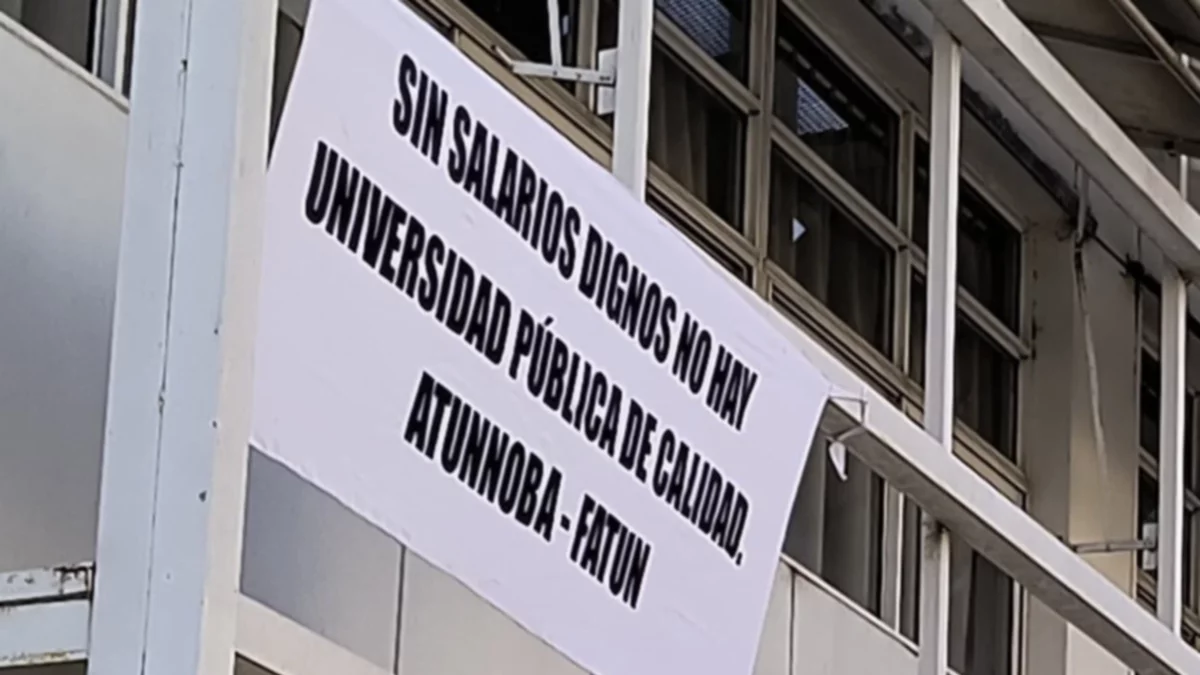 SIN SALARIOS DIGNOS NO HAY
UNIVERSIDAD PÚBLICA DE CALIDAD.
ATUNNOBA - FATUN